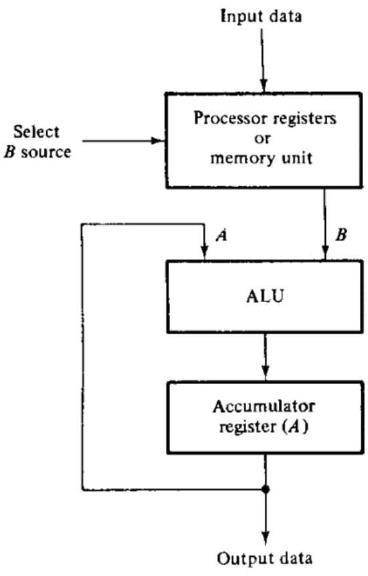 Input data
Processor registers
or
memory unit
Select
B source
A
B
ALU
Accumulator
register (A)
Output data